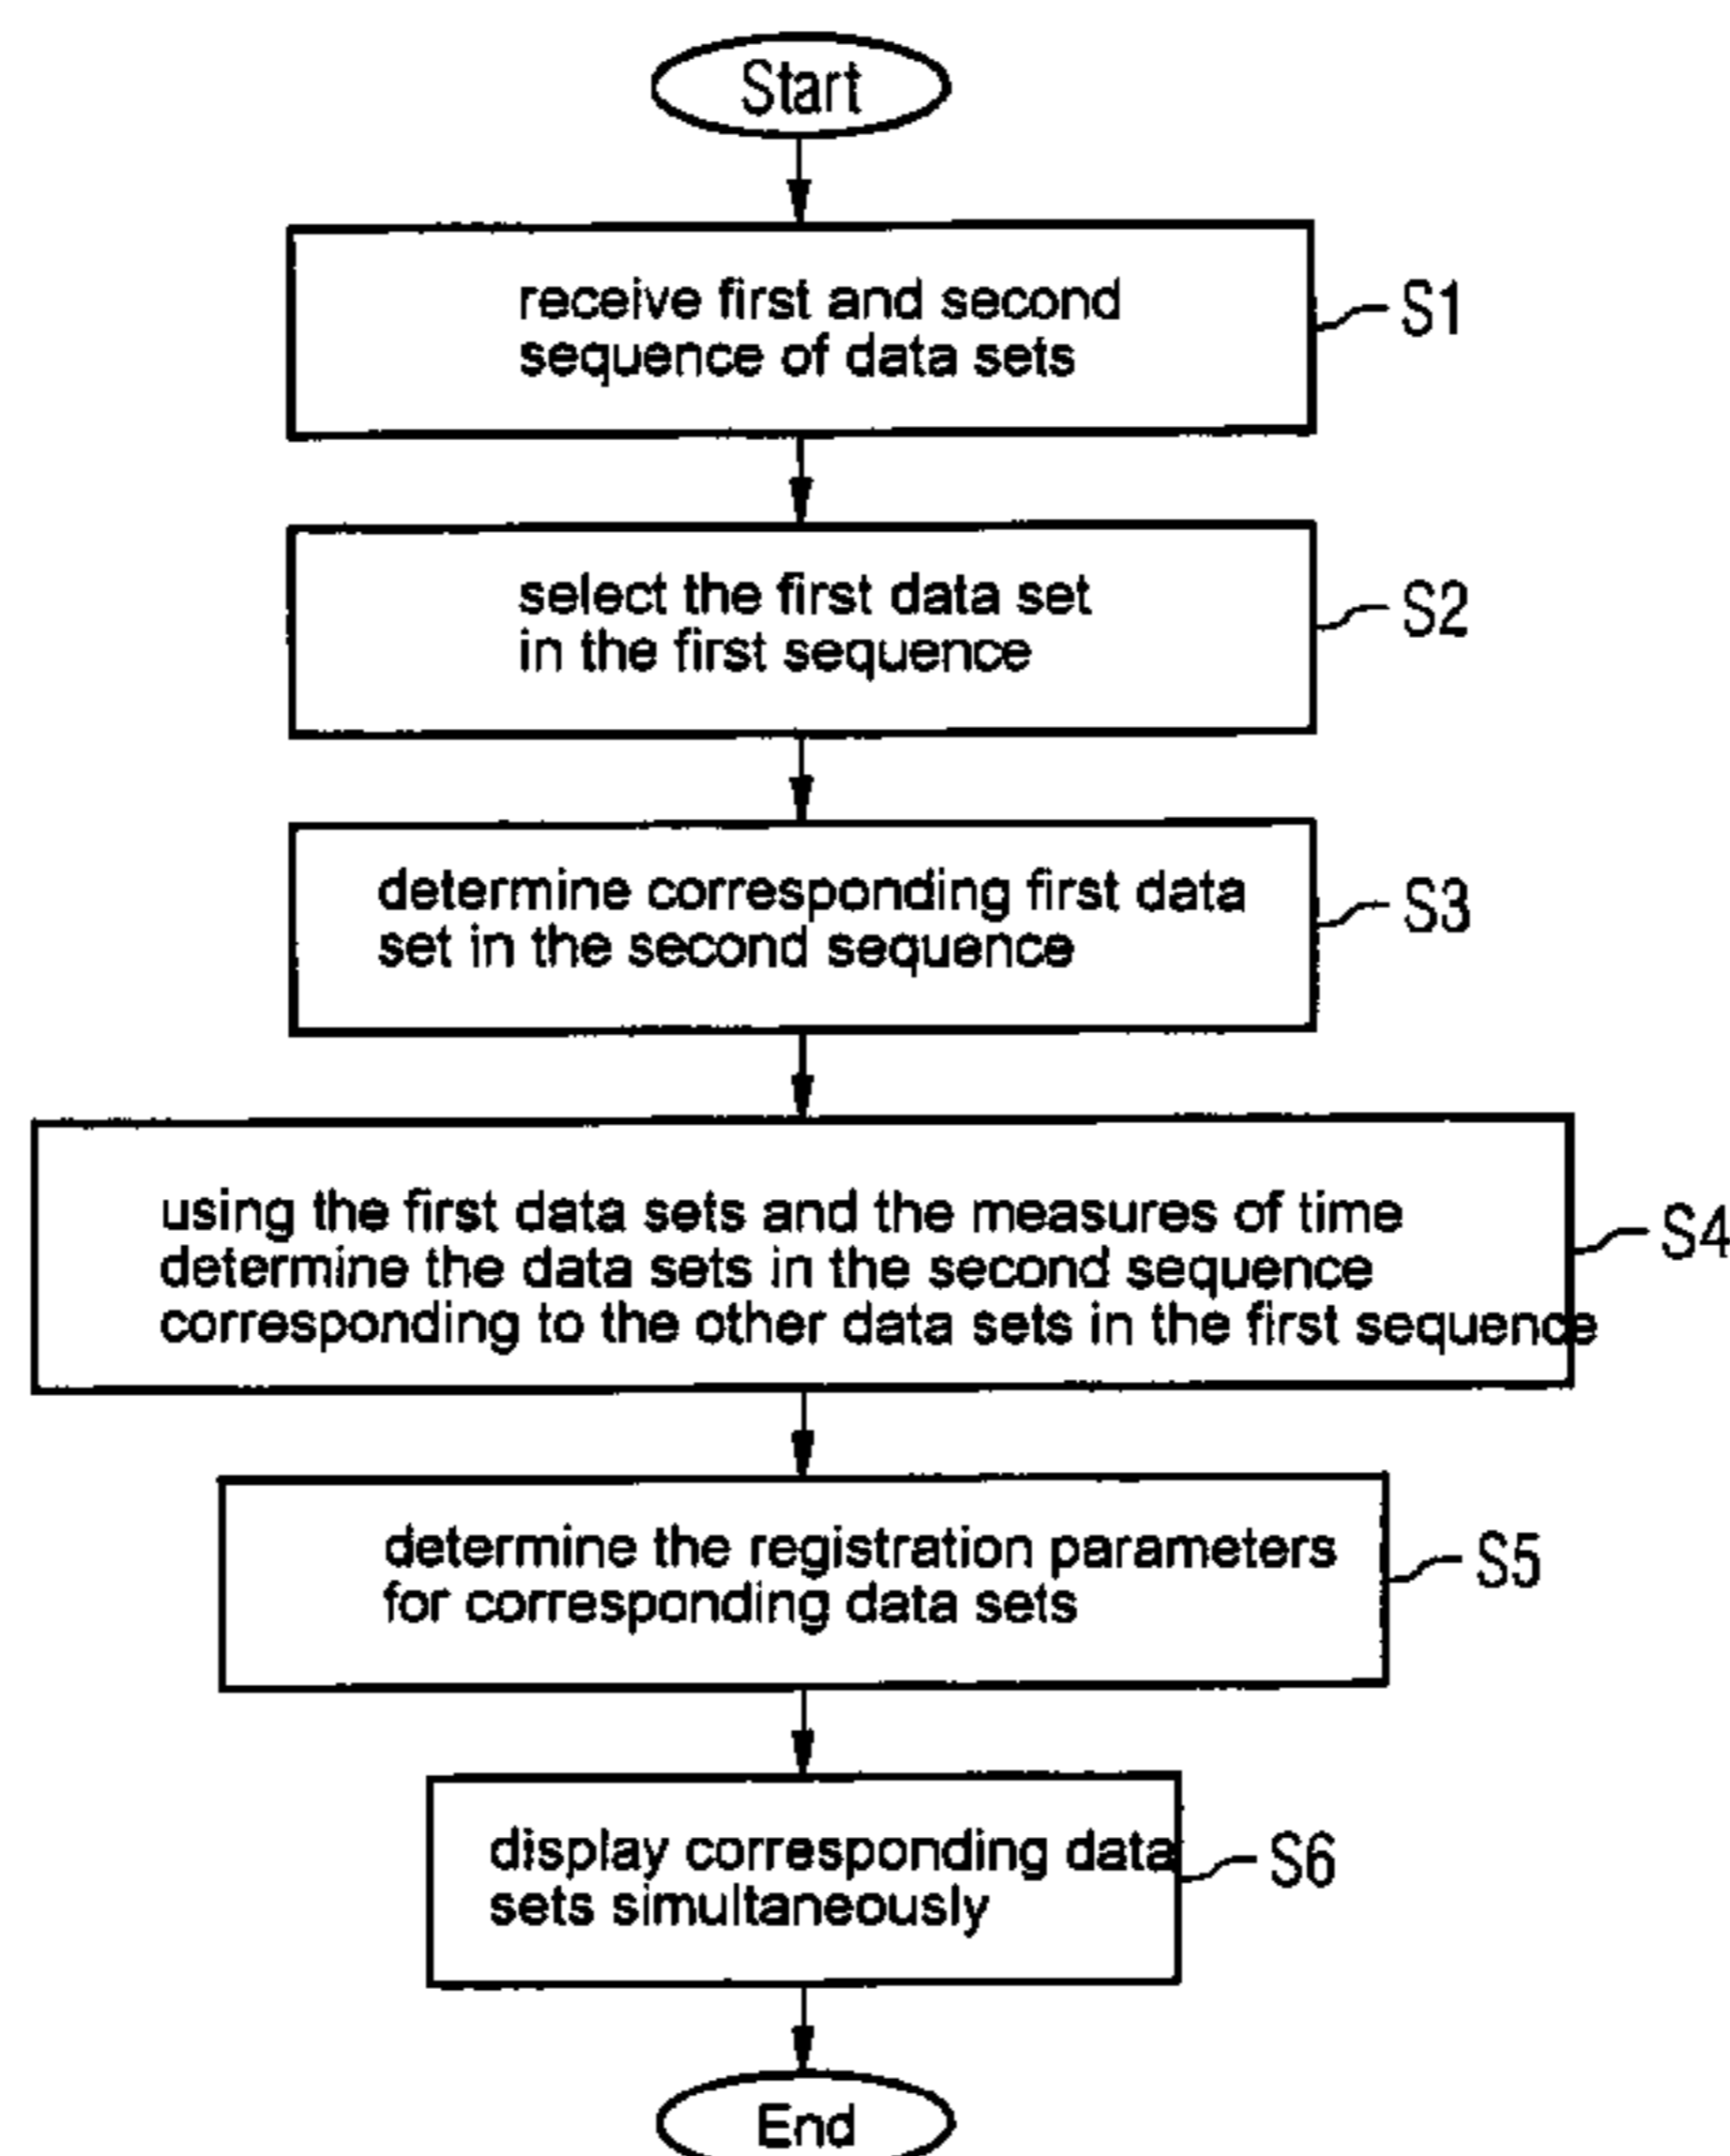 Start
receive first and second
sequence of data sets
S1
select the first data set
in the first sequence
S2
determine corresponding first data
set in the second sequence
S3
using the first data sets and the measures of time
determine the data sets in the second sequence
corresponding to the other data sets in the first sequence
S4
determine the registration parameters
for corresponding data sets
S5
display corresponding data
sets simultaneously
S6
End